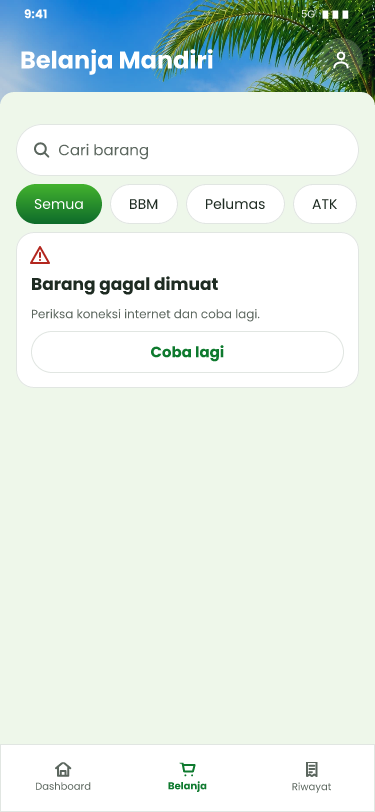 9:41
5G
Belanja Mandiri
Cari barang
Semua
BBM
Pelumas
ATK
Barang gagal dimuat
Periksa koneksi internet dan coba lagi.
Coba lagi
Dashboard
Belanja
Riwayat